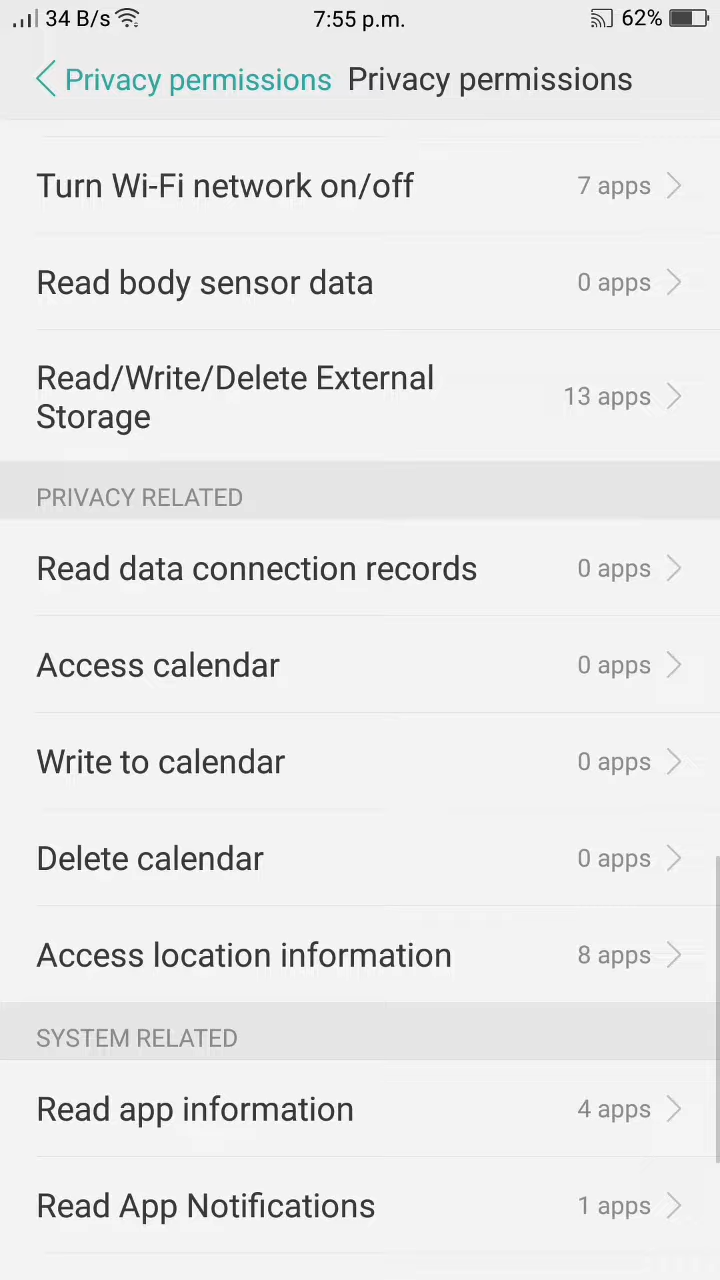 34 B/s 7:55 p.m. 62%
Privacy permissions Privacy permissions
Turn Wi-Fi network on/off 7 apps
Read body sensor data 0 apps
Read/Write/Delete External
Storage 13 apps
PRIVACY RELATED
Read data connection records 0 apps
Access calendar 0 apps
Write to calendar 0 apps
Delete calendar 0 apps
Access location information 8 apps
SYSTEM RELATED
Read app information 4 apps
Read App Notifications 1 apps